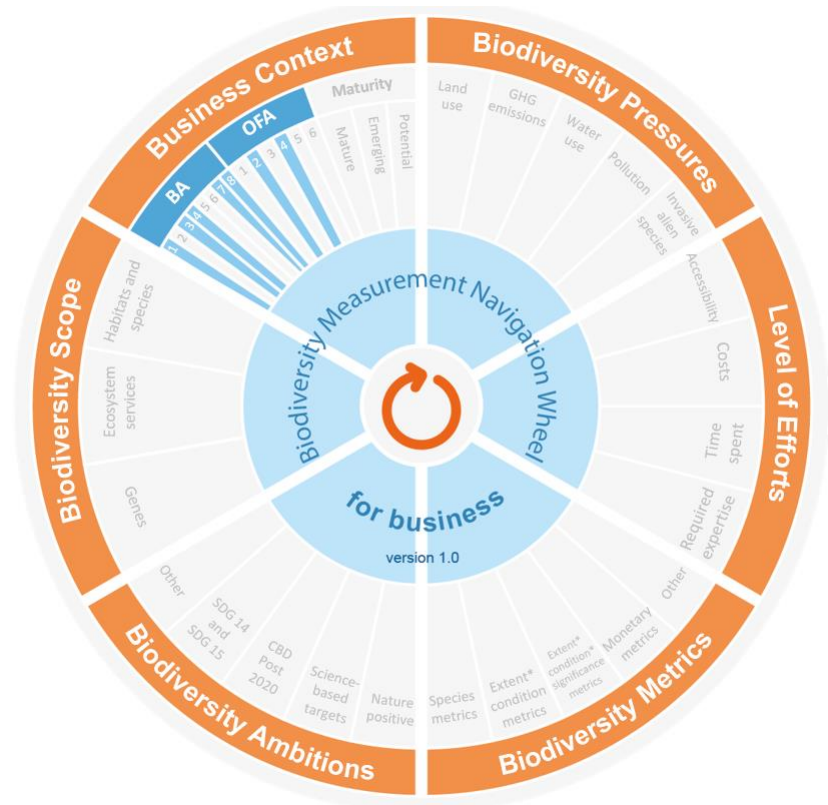 Business Context
BA
1
2
3
4
5
6
7
8
OFA
1
2
3
4
5
6
Maturity
Mature
Emerging
Potential
Biodiversity Pressures
Land
use
GHG
emissions
Water
use
Pollution
Invasive
alien
species
Level of Efforts
Accessibility
Costs
Time
spent
Required
expertise
Biodiversity Metrics
Other
Monetary
metrics
Extent*
condition*
significance
metrics
Extent*
condition
metrics
Species
metrics
Biodiversity Ambitions
Nature
positive
Science-
based
targets
CBD
Post
2020
SDG 14
and
SDG 15
Other
Biodiversity Scope
Genes
Ecosystem
services
Habitats and
species
Biodiversity Measurement Navigation Wheel
for business
version 1.0